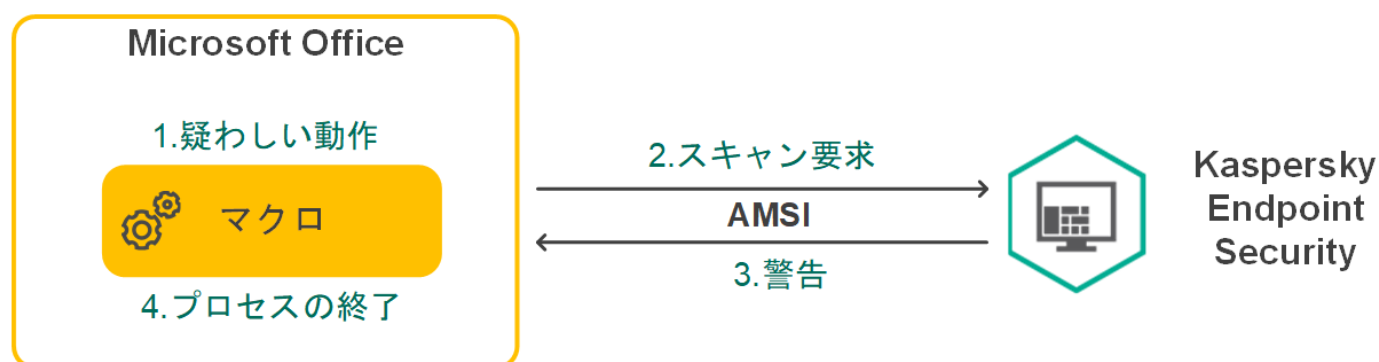 Microsoft Office
1.疑わしい動作
マクロ
4.プロセスの終了
2.スキャン要求
AMSI
3.警告
Kaspersky
Endpoint
Security